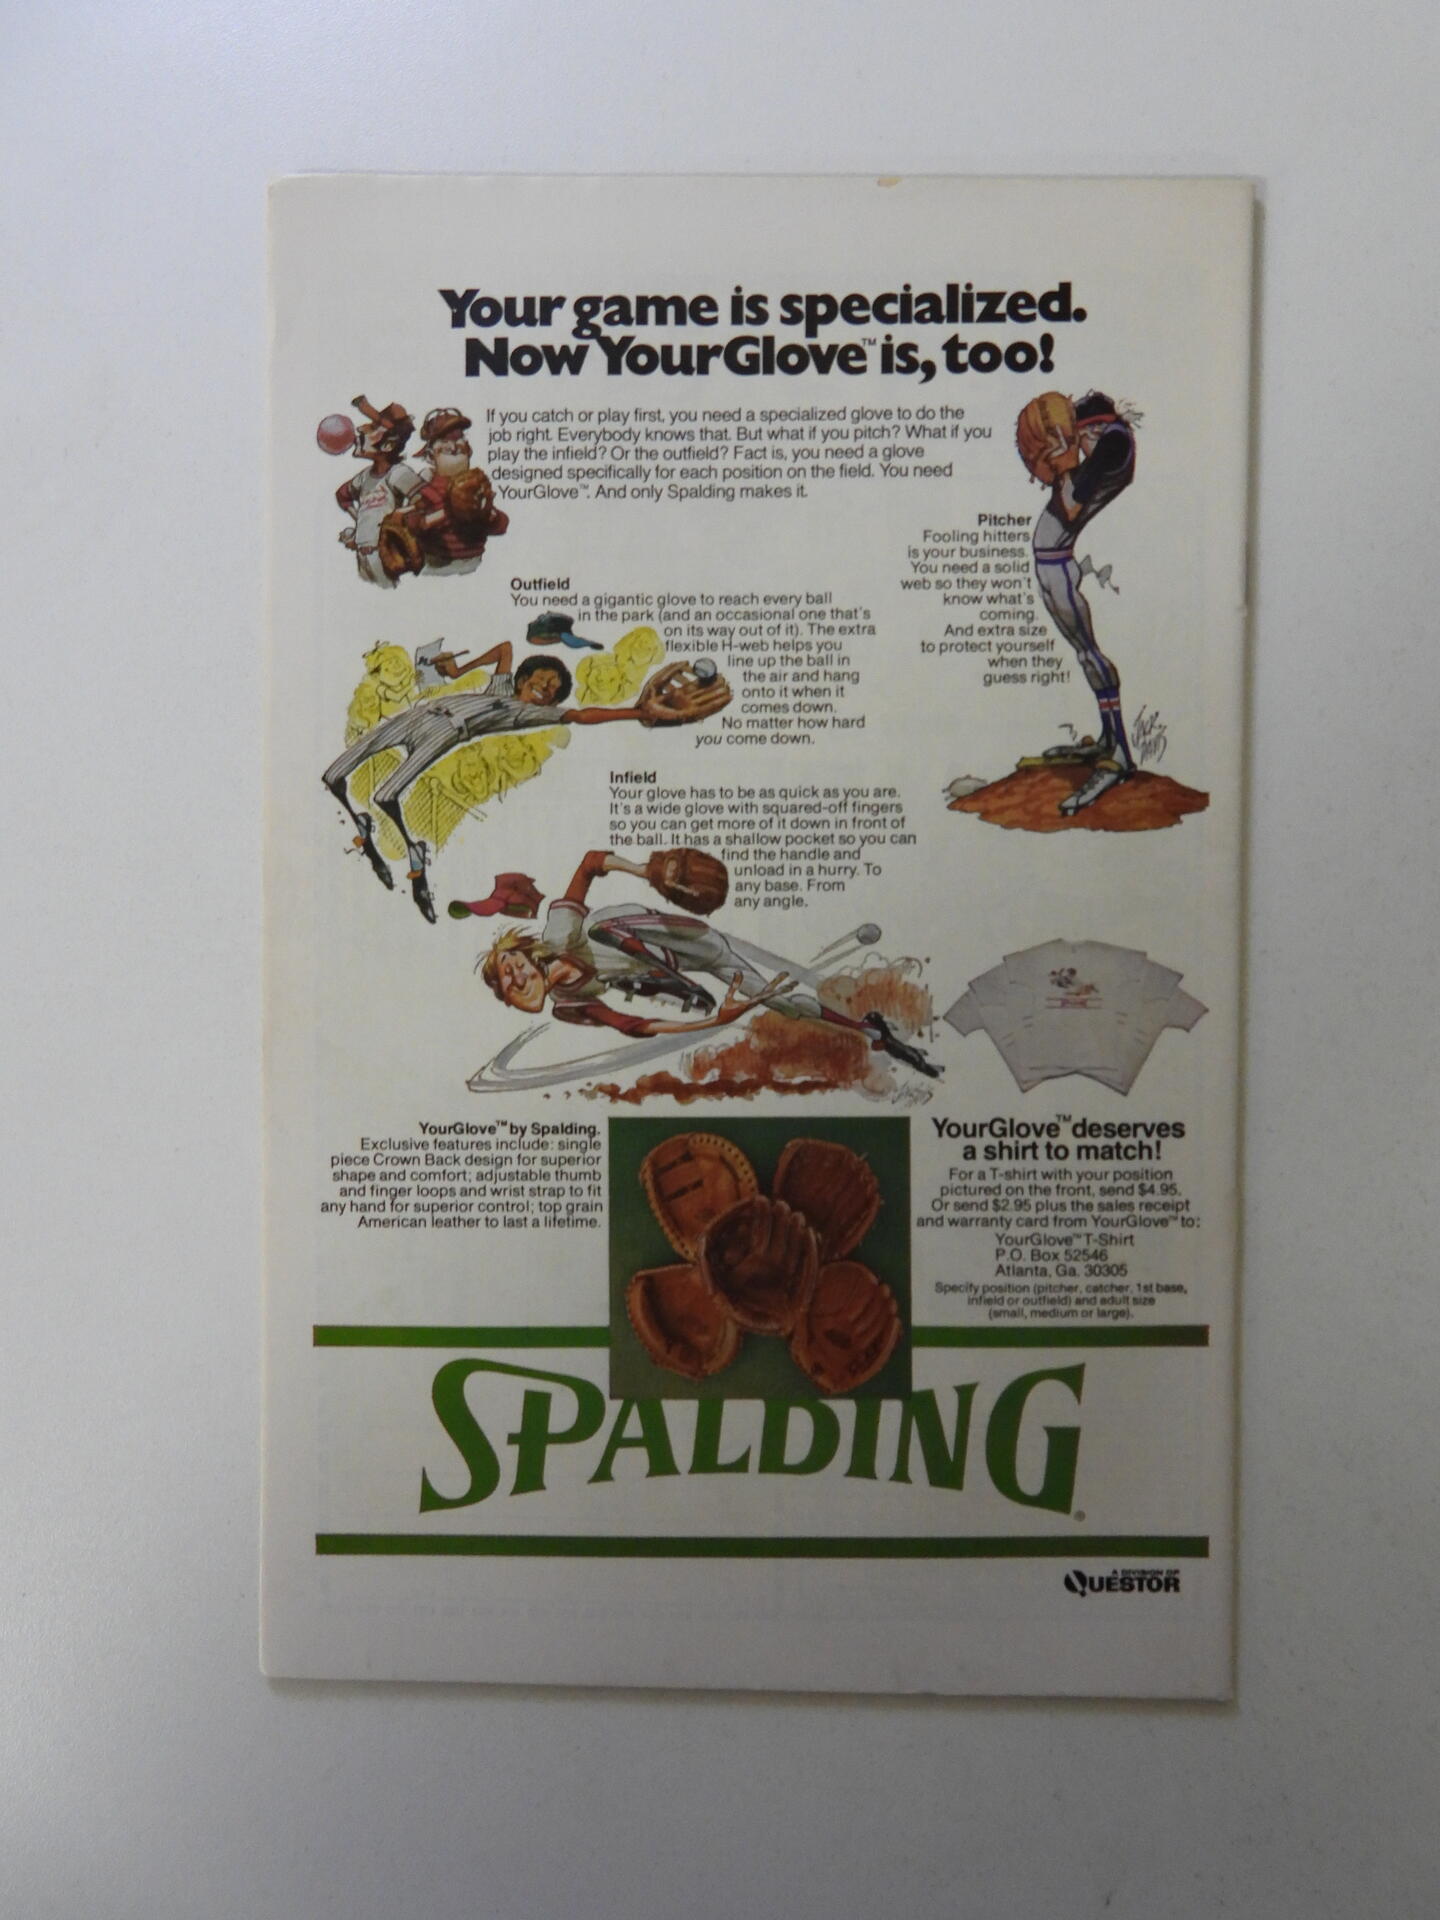 Your game is specialized.
Now YourGlove™ is, too!
If you catch or play first, you need a specialized glove to do the
job right. Everybody knows that. But what if you pitch? What if you
play the infield? Or the outfield? Fact is, you need a glove
designed specifically for each position on the field. You need
YourGlove™. And only Spalding makes it.
Pitcher
Fooling hitters
is your business.
You need a solid
web so they won't
know what's
coming.
And extra size
to protect yourself
when they
guess right!
Outfield
You need a gigantic glove to reach every ball
in the park (and an occasional one that's
on its way out of it). The extra
flexible H-web helps you
line up the ball in
the air and hang
onto it when it
comes down.
No matter how hard
you come down.
Infield
Your glove has to be as quick as you are.
It's a wide glove with squared-off fingers
so you can get more of it down in front of
the ball. It has a shallow pocket so you can
find the handle and
unload in a hurry. To
any base. From
any angle.
YourGlove™ by Spalding.
Exclusive features include: single
piece Crown Back design for superior
shape and comfort; adjustable thumb
and finger loops and wrist strap to fit
any hand for superior control; top grain
American leather to last a lifetime.
YourGlove™ deserves
a shirt to match!
For a T-shirt with your position
pictured on the front, send $4.95.
Or send $2.95 plus the sales receipt
and warranty card from YourGlove™ to:
YourGlove™ T-Shirt
P.O. Box 52546
Atlanta, Ga. 30305
Specify position (pitcher, catcher, 1st base,
infield or outfield) and adult size
(small, medium or large).
SPALDING®
A DIVISION OF
QUESTOR